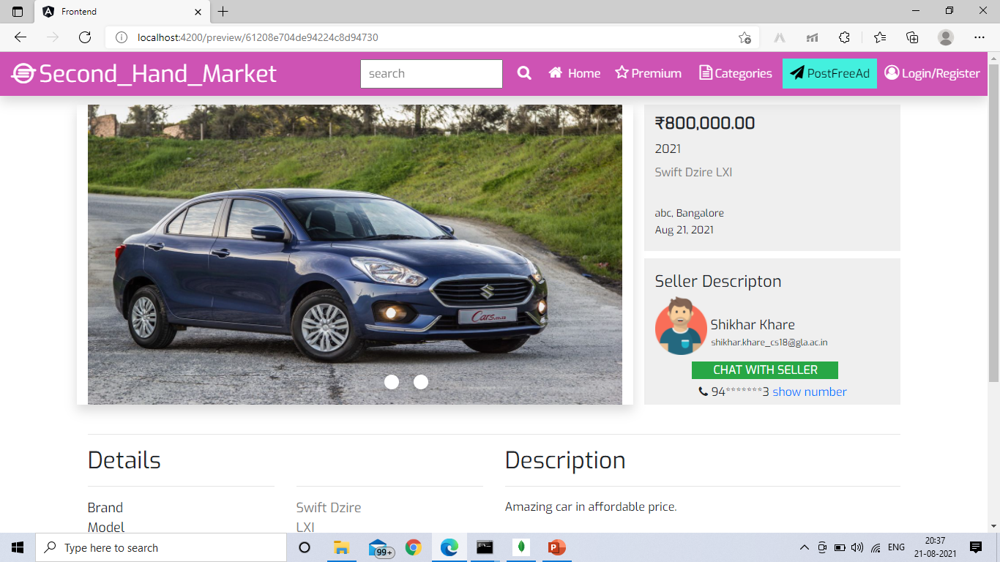 Frontend
localhost:4200/preview/61208e704de94224c8d94730
Second_Hand_Market
search
Home
Premium
Categories
PostFreeAd
Login/Register
Cars.co.za
₹800,000.00
2021
Swift Dzire LXI
abc, Bangalore
Aug 21, 2021
Seller Descripton
Shikhar Khare
shikhar.khare_cs18@gla.ac.in
CHAT WITH SELLER
94*******3 show number
Details
Description
Brand
Swift Dzire
Amazing car in affordable price.
Model
LXI
Type here to search
99+
ENG
20:37
21-08-2021